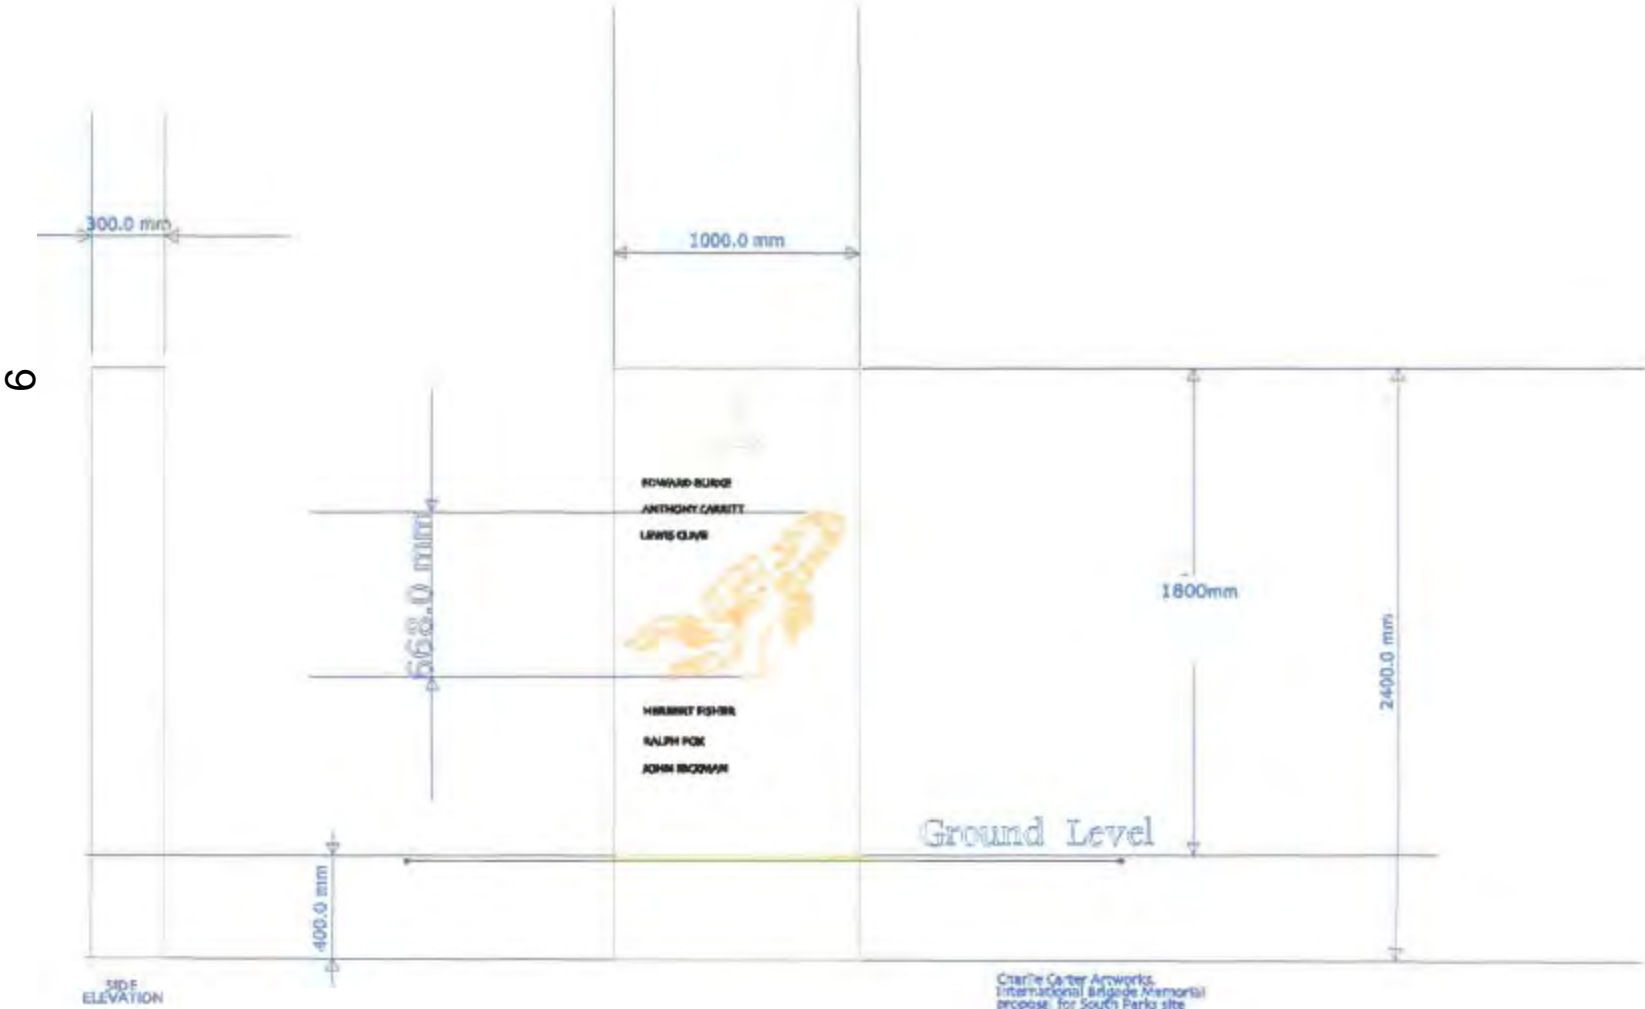 300.0 mm
1000.0 mm
6
EDWARD BURKE
ANTHONY CARRITT
LEWIS CLIVE
668.0 mm
1800mm
2400.0 mm
HERBERT FISHER
RALPH FOX
JOHN RICKMAN
Ground Level
400.0 mm
SIDE
ELEVATION
Charlie Carter Artworks.
International Brigade Memorial
proposal for South Parks site